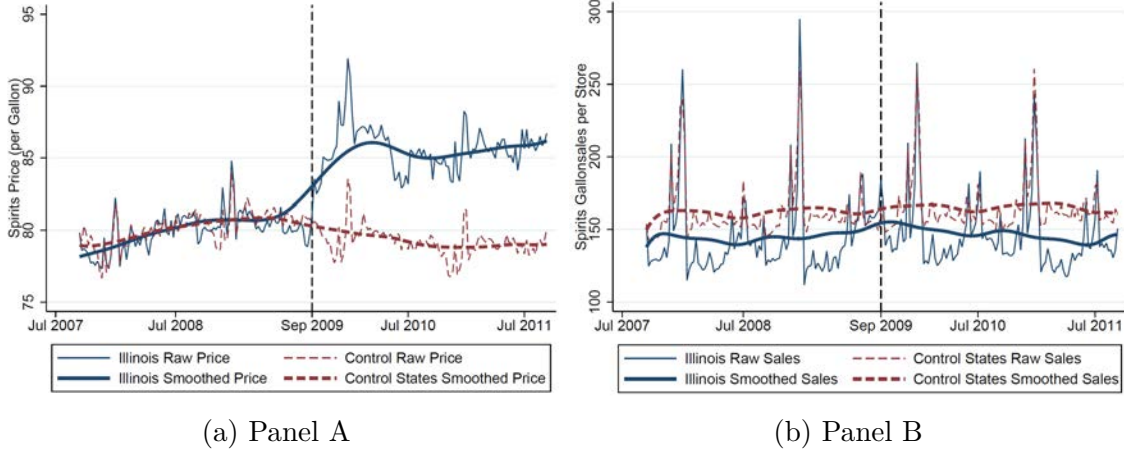 Spirits Price (per Gallon)
95
90
85
80
75
Jul 2007 Jul 2008 Sep 2009 Jul 2010 Jul 2011
Illinois Raw Price Control Raw Price
Illinois Smoothed Price Control States Smoothed Price
(a) Panel A
Spirits Gallonsales per Store
300
250
200
150
100
Jul 2007 Jul 2008 Sep 2009 Jul 2010 Jul 2011
Illinois Raw Sales Control States Raw Sales
Illinois Smoothed Sales Control States Smoothed Sales
(b) Panel B